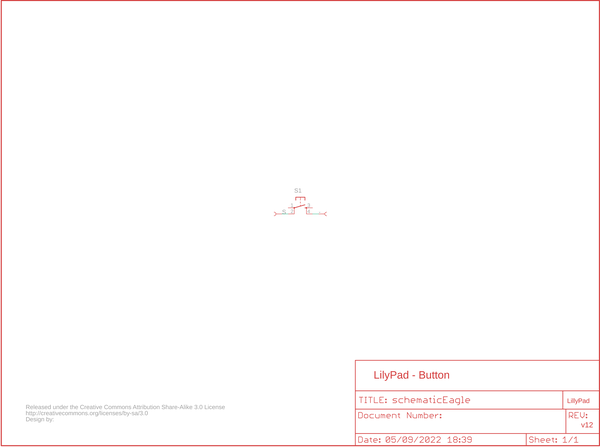 S1
LilyPad - Button
TITLE: schematicEagle
LilyPad
Document Number:
REV:
v12
Released under the Creative Commons Attribution Share-Alike 3.0 License
http://creativecommons.org/licenses/by-sa/3.0
Design by:
Date: 05/09/2022 18:39
Sheet: 1/1